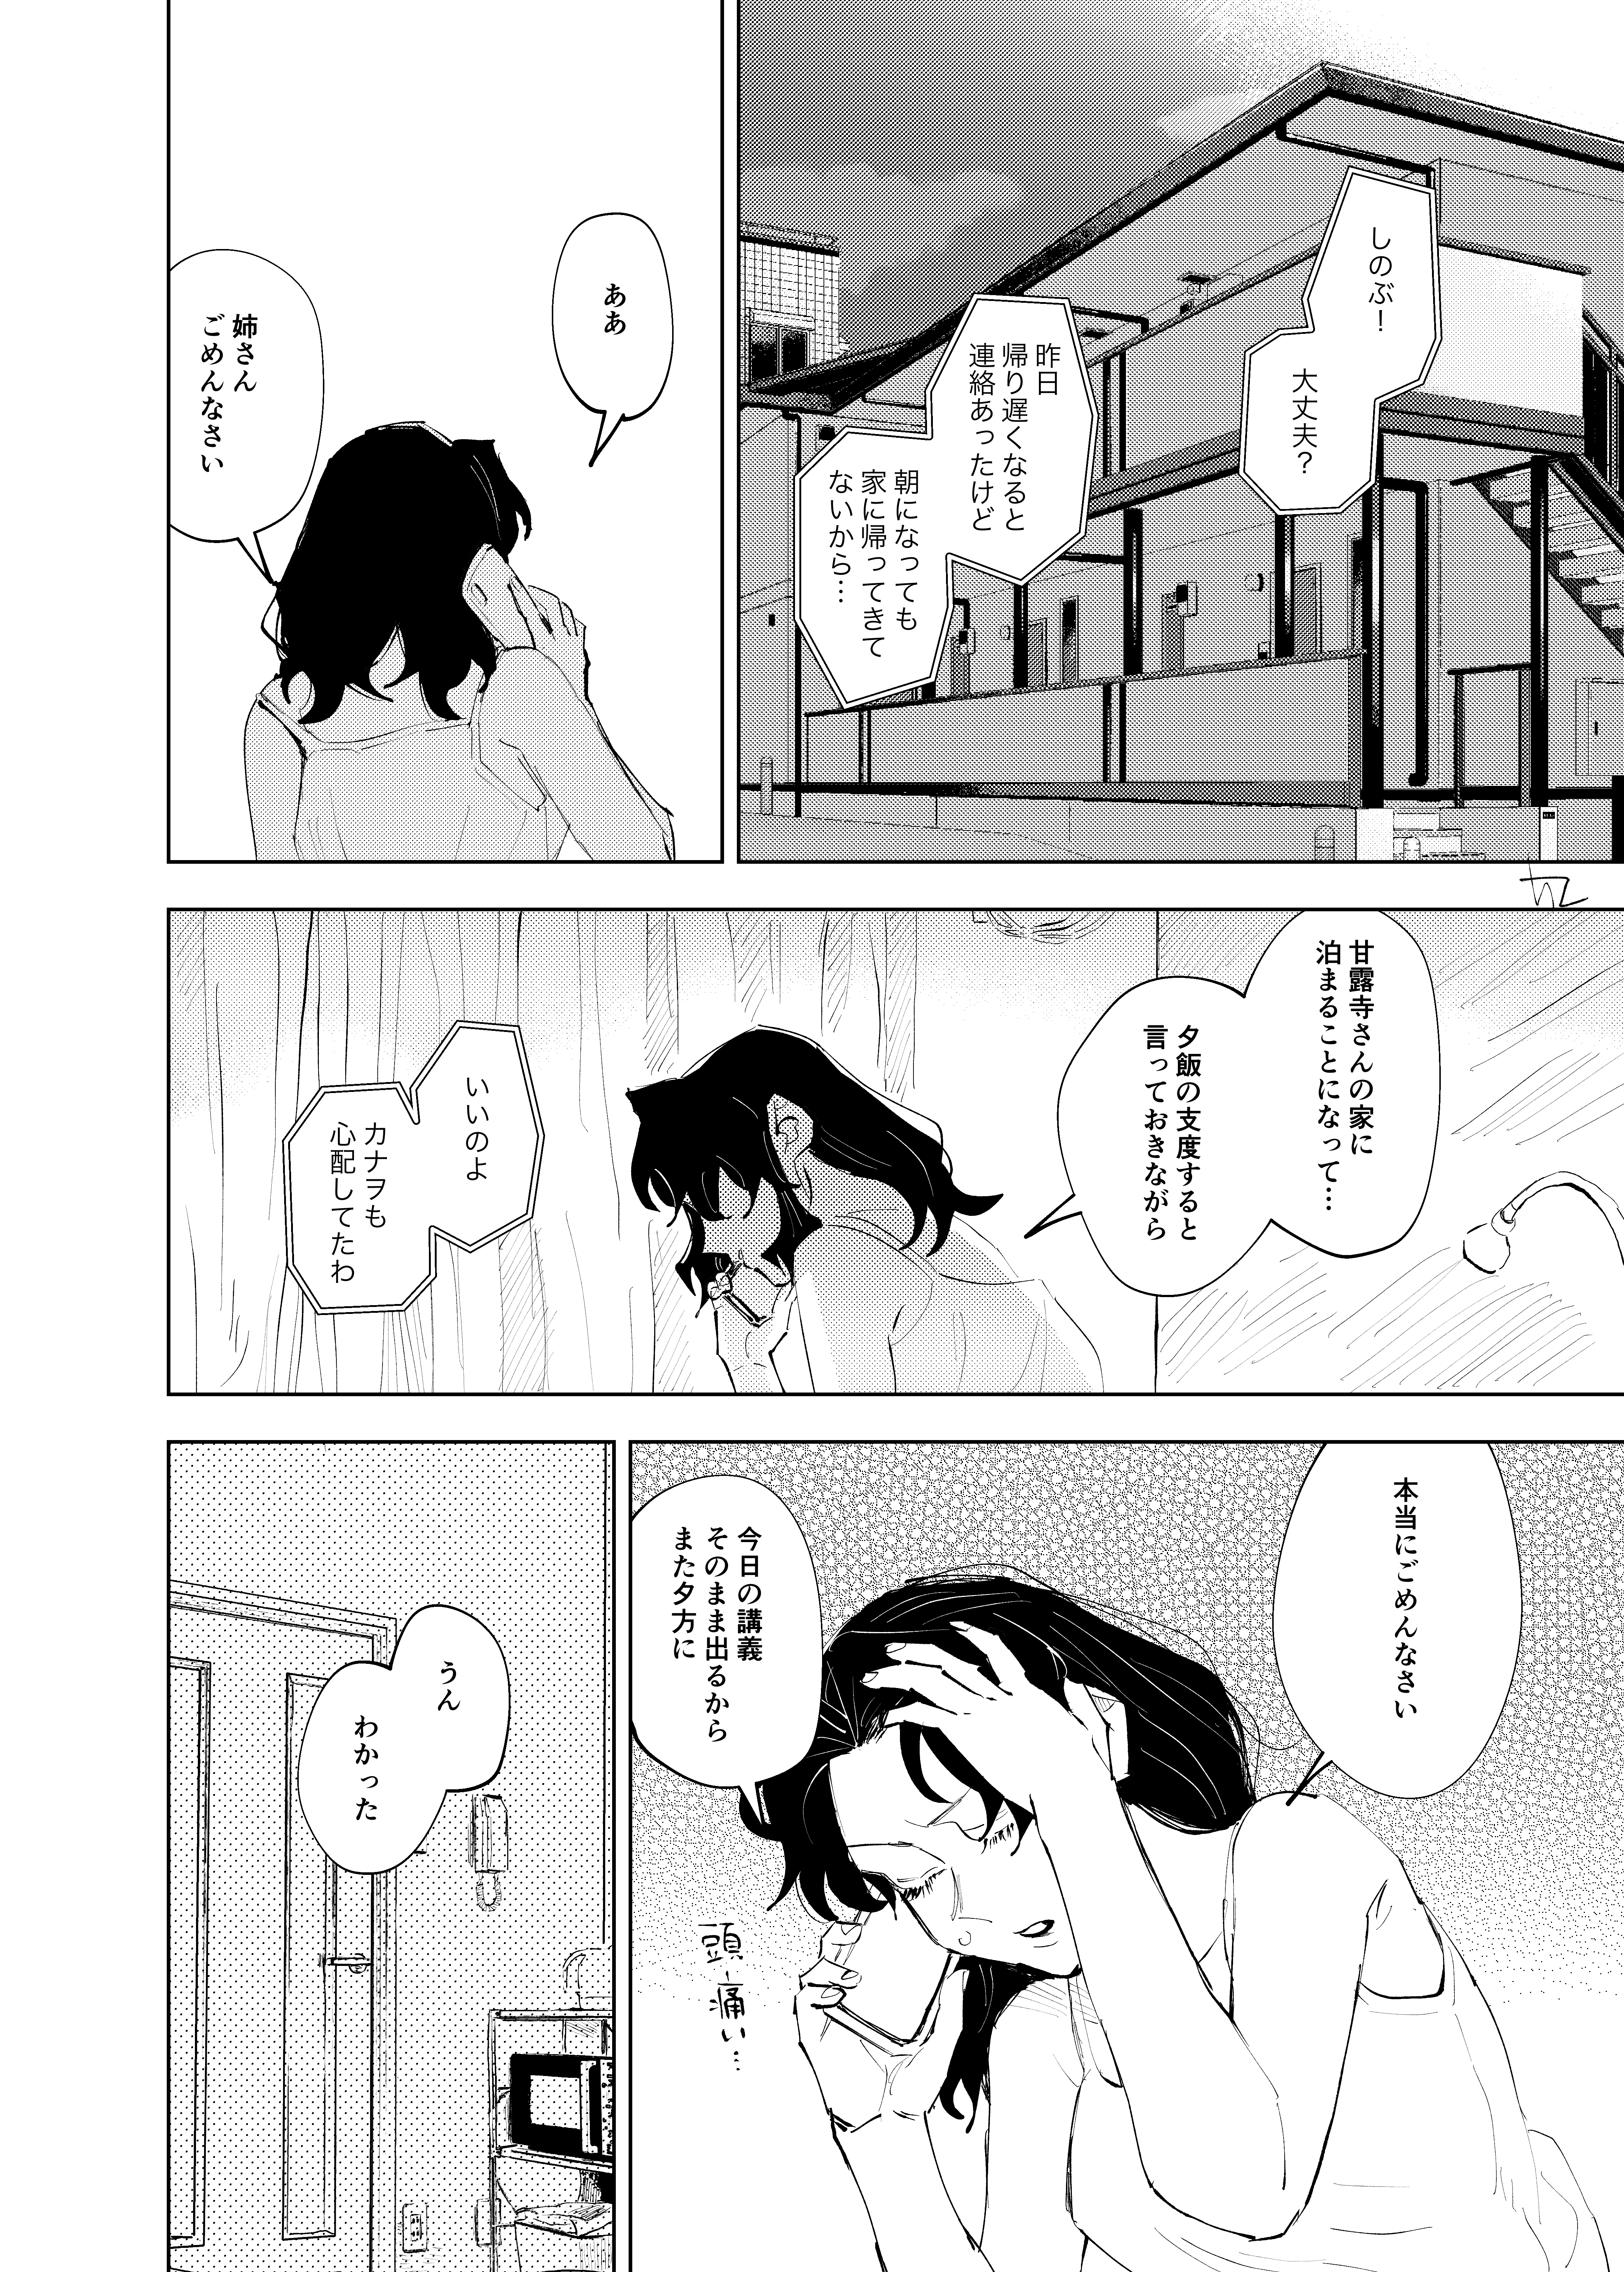 しのぶ!
大丈夫?
昨日
帰り遅くなると
連絡あったけど
朝になっても
家に帰ってきて
ないから…
ああ
姉さん
ごめんなさい
甘露寺さんの家に
泊まることになって…
夕飯の支度すると
言っておきながら
いいのよ
カナヲも
心配してたわ
本当にごめんなさい
今日の講義
そのまま出るから
また夕方に
頭痛い…
うん
わかった